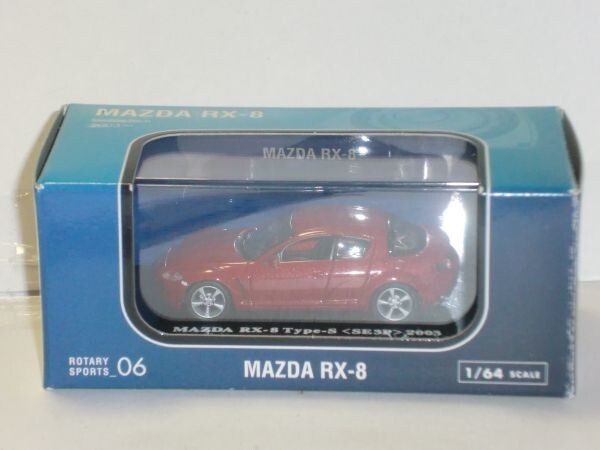 MAZDA RX-8
MAZDA RX-8
MAZDA RX-8 Type-S <SE3P> 2003
ROTARY
SPORTS_06
MAZDA RX-8
1/64 SCALE